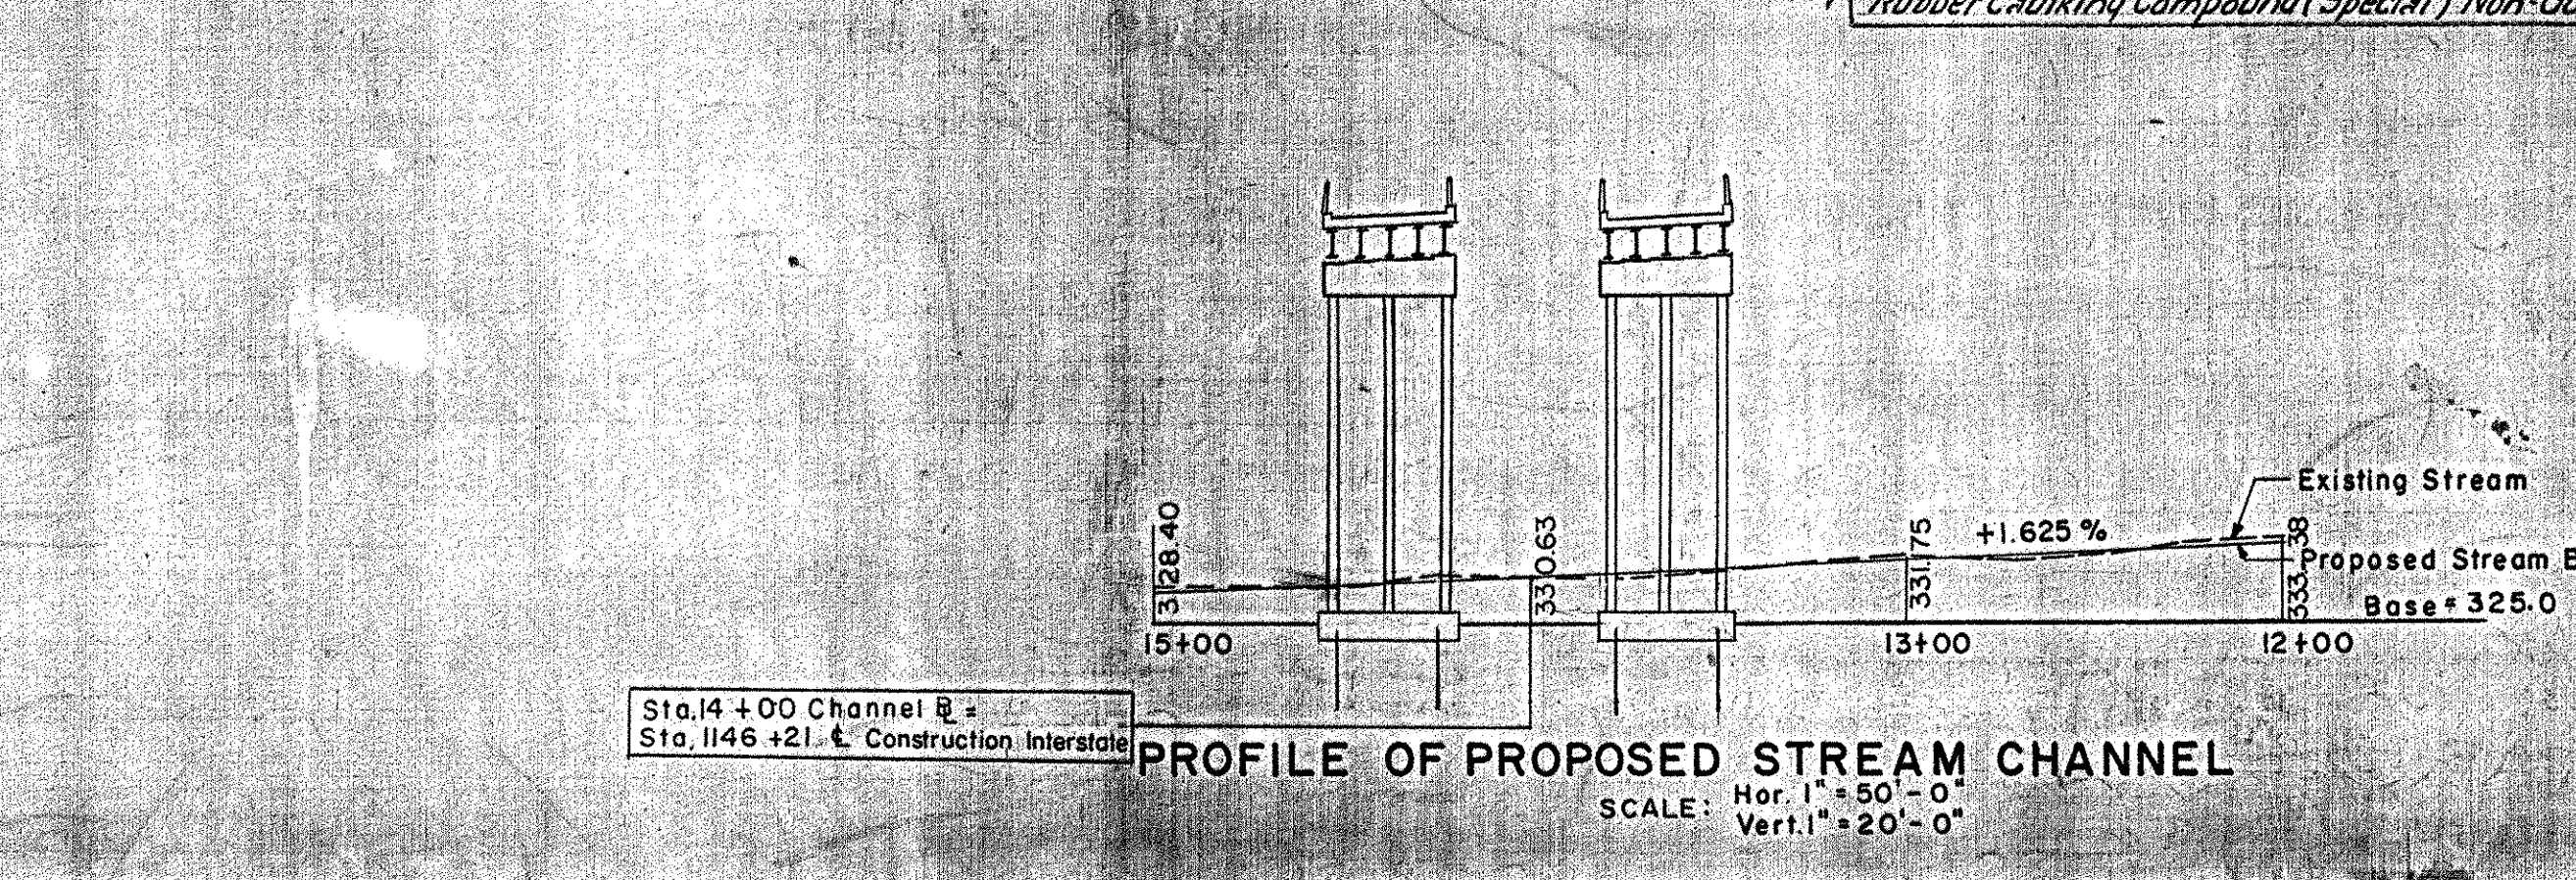 Rubber Caulking Compound (Special) Non-
Existing Stream
+1.625 %
Proposed Stream
328.40
330.63
331.75
333.38
Base = 325.0
15+00
13+00
12+00
Sta. 14 + 00 Channel BL =
Sta. 1146 +21 ℄ Construction Interstate
PROFILE OF PROPOSED STREAM CHANNEL
SCALE: Hor. 1" = 50'-0"
Vert. 1" = 20'-0"